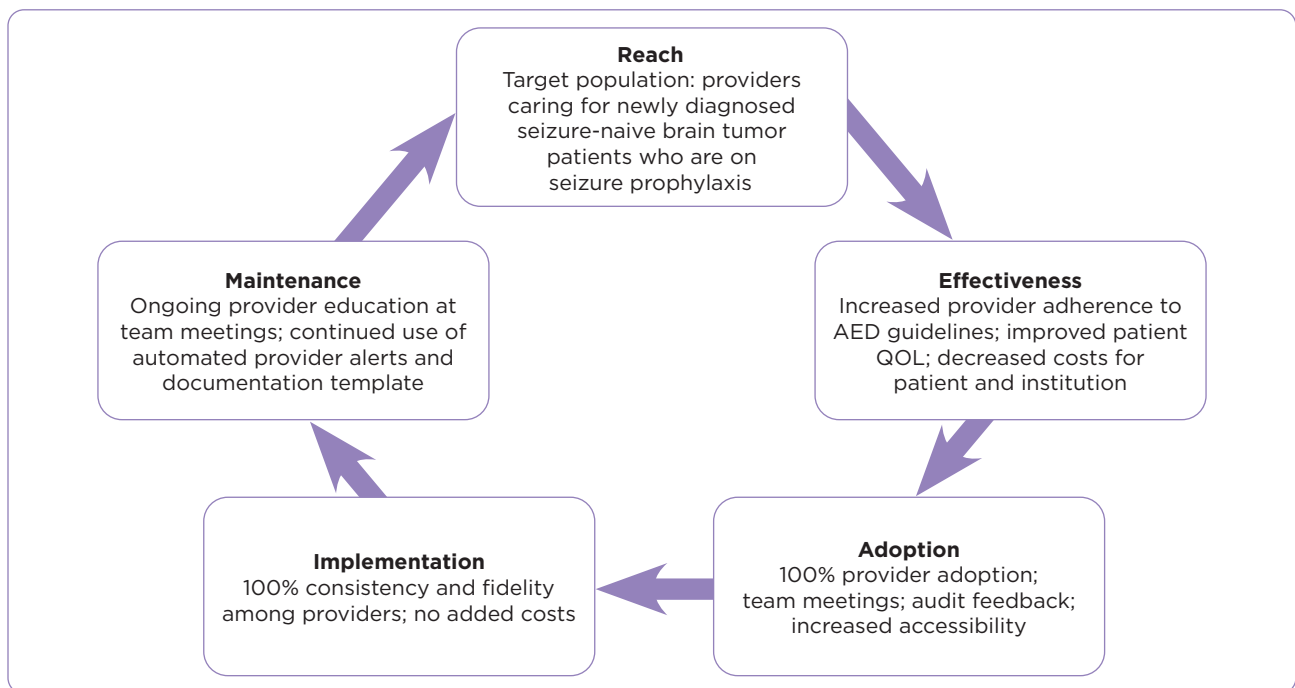 Reach
Target population: providers
caring for newly diagnosed
seizure-naive brain tumor
patients who are on
seizure prophylaxis
Effectiveness
Increased provider adherence to
AED guidelines; improved patient
QOL; decreased costs for
patient and institution
Adoption
100% provider adoption;
team meetings; audit feedback;
increased accessibility
Implementation
100% consistency and fidelity
among providers; no added costs
Maintenance
Ongoing provider education at
team meetings; continued use of
automated provider alerts and
documentation template